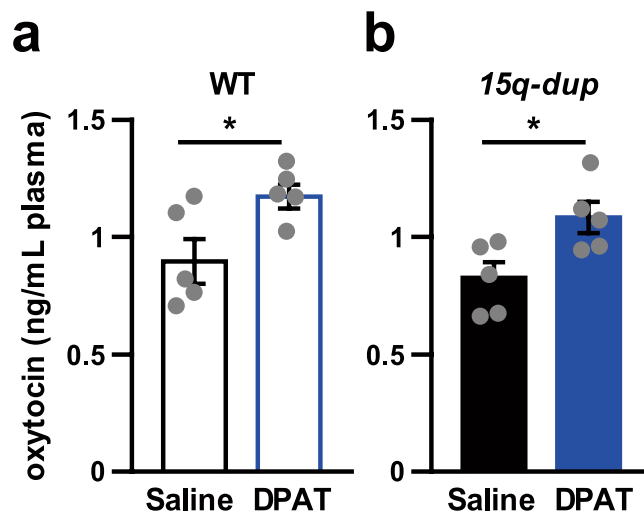 a
WT
*
oxytocin (ng/mL plasma)
1.5
1
0.5
0
Saline DPAT
b
15q-dup
*
1.5
1
0.5
0
Saline DPAT